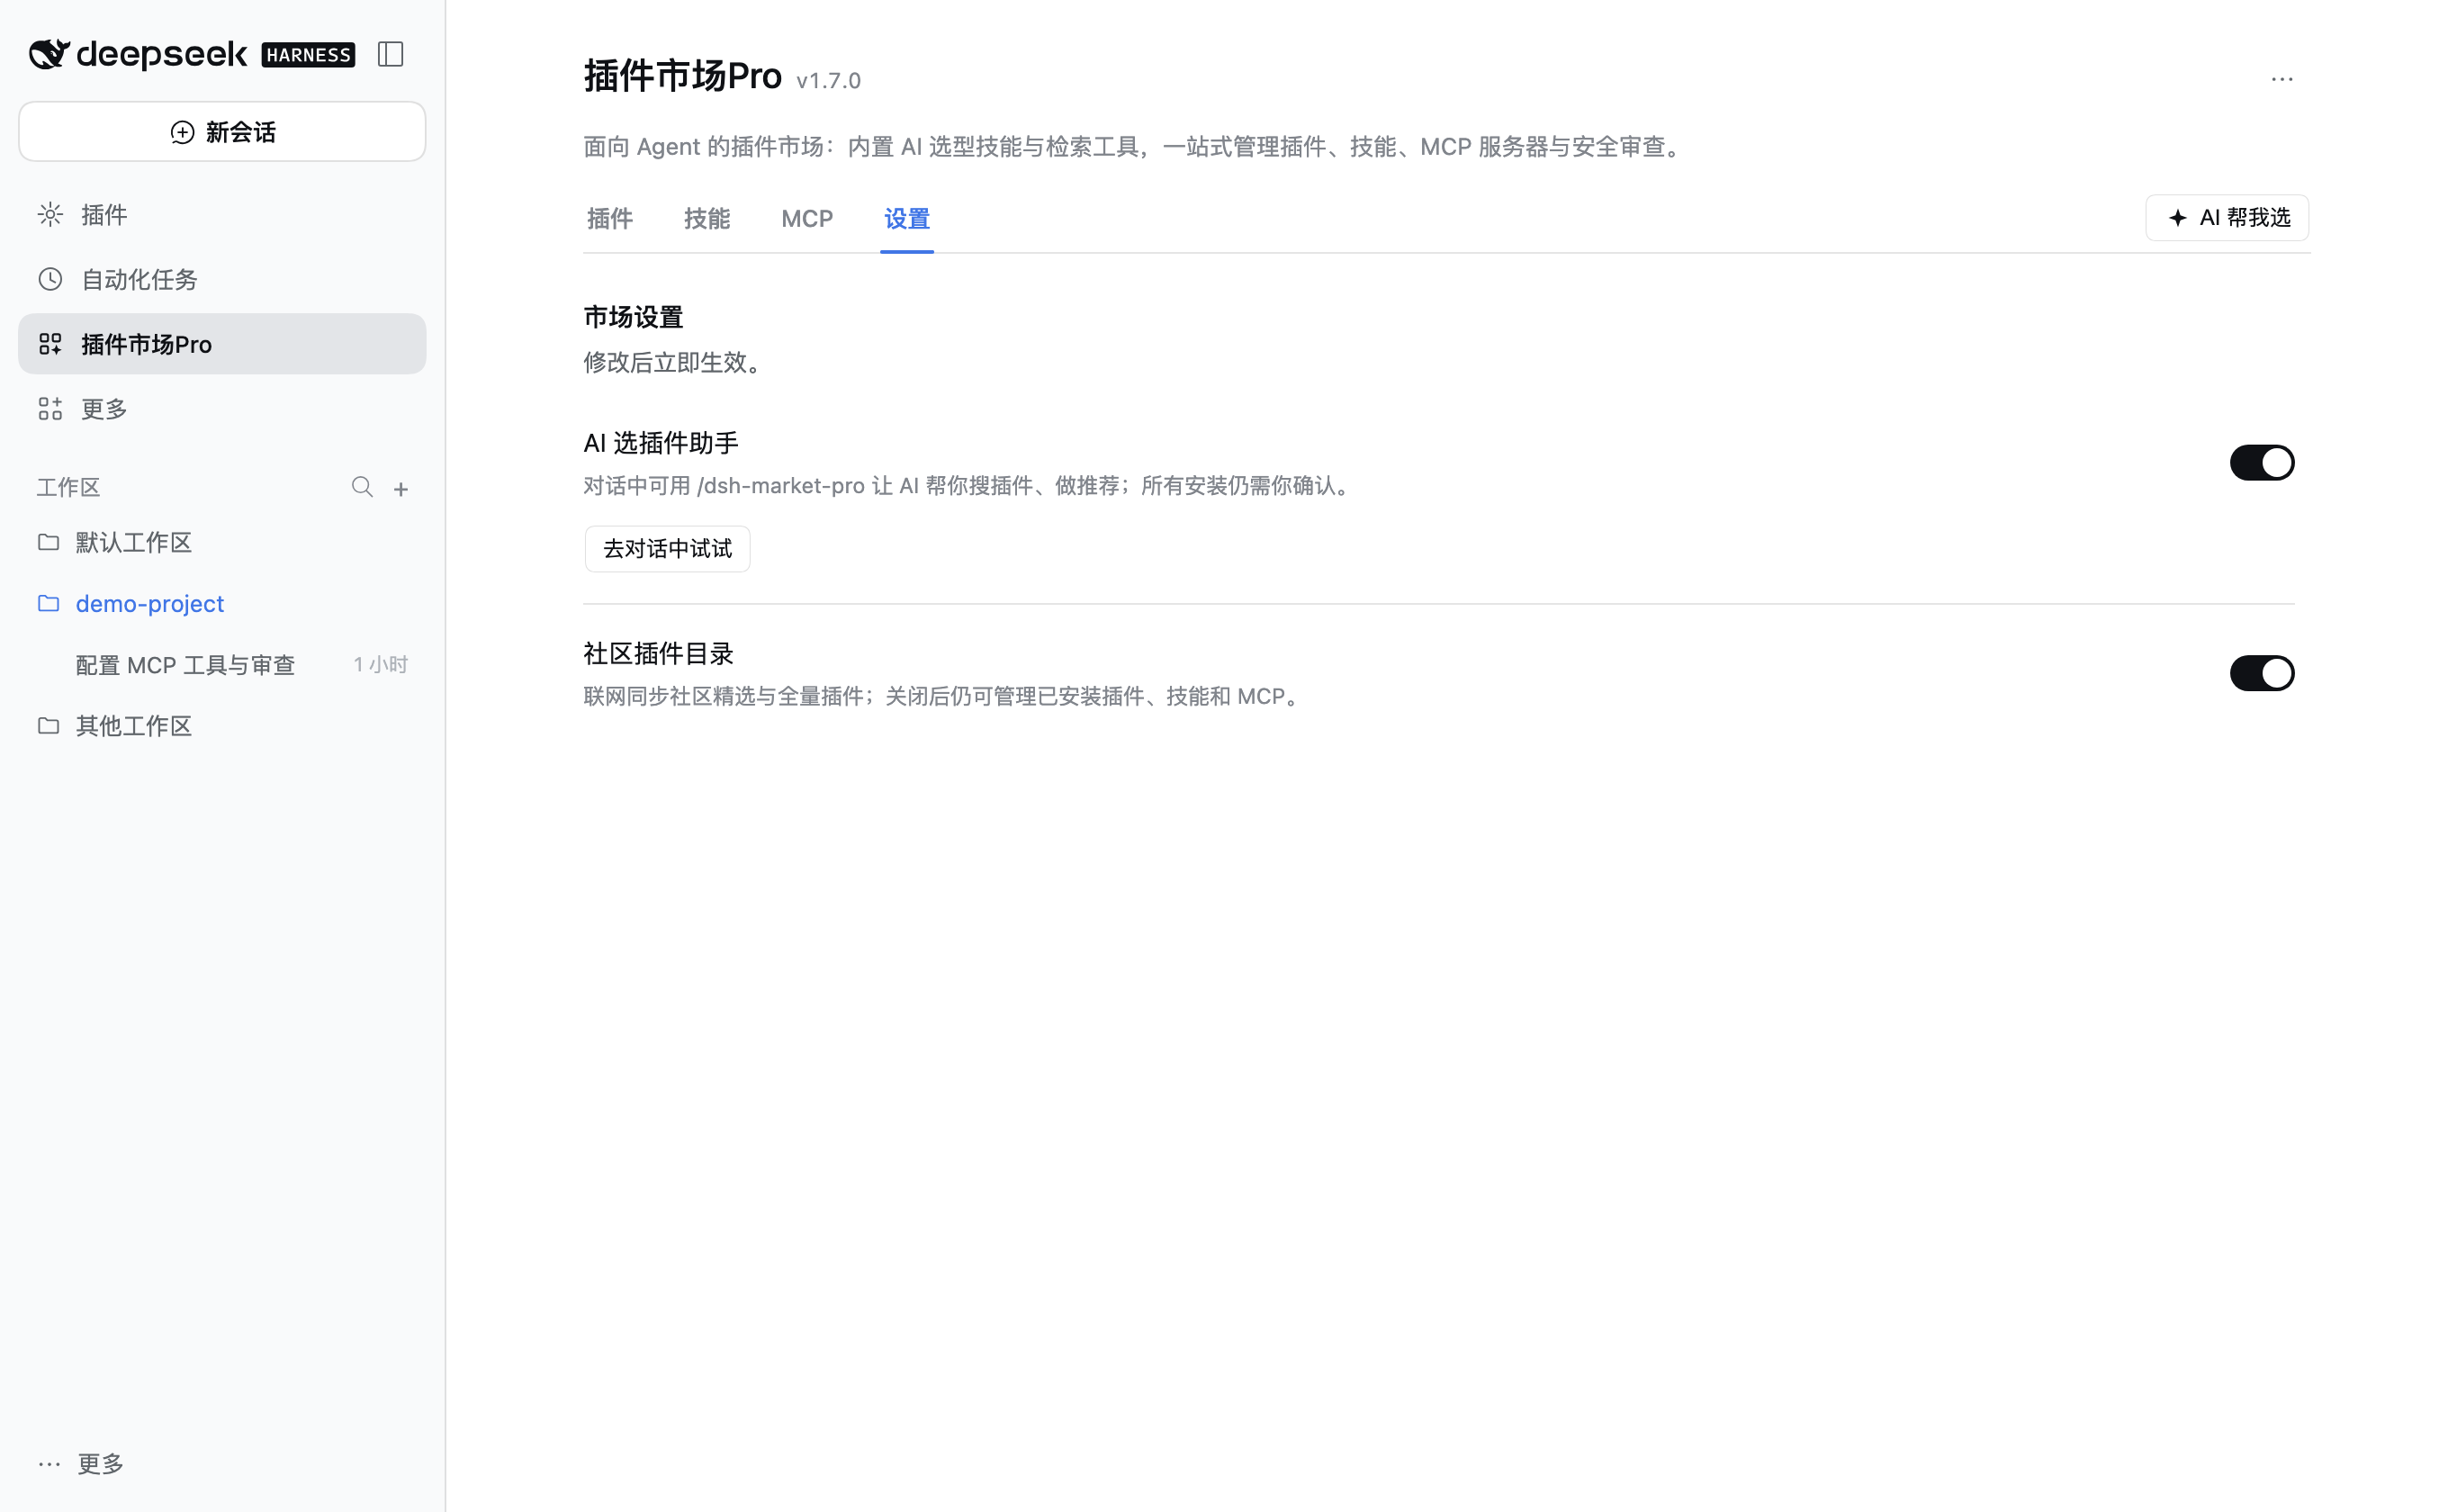 deepseek HARNESS
新会话
插件
自动化任务
插件市场Pro
更多
工作区
默认工作区
demo-project
配置 MCP 工具与审查 1 小时
其他工作区
更多
插件市场Pro v1.7.0
面向 Agent 的插件市场：内置 AI 选型技能与检索工具，一站式管理插件、技能、MCP 服务器与安全审查。
插件 技能 MCP 设置 AI 帮我选
市场设置
修改后立即生效。
AI 选插件助手
对话中可用 /dsh-market-pro 让 AI 帮你搜插件、做推荐；所有安装仍需你确认。
去对话中试试
社区插件目录
联网同步社区精选与全量插件；关闭后仍可管理已安装插件、技能和 MCP。